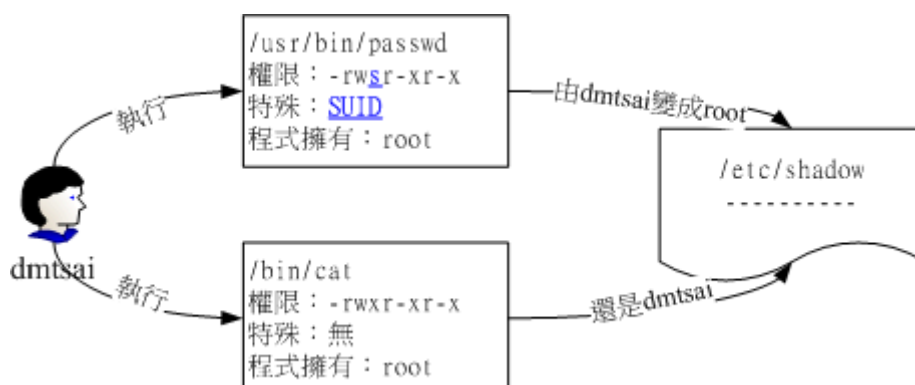 /usr/bin/passwd
權限：-rwsr-xr-x
特殊：SUID
程式擁有：root
執行
由dmtsai變成root
/etc/shadow
----------
dmtsai
執行
/bin/cat
權限：-rwxr-xr-x
特殊：無
程式擁有：root
還是dmtsai